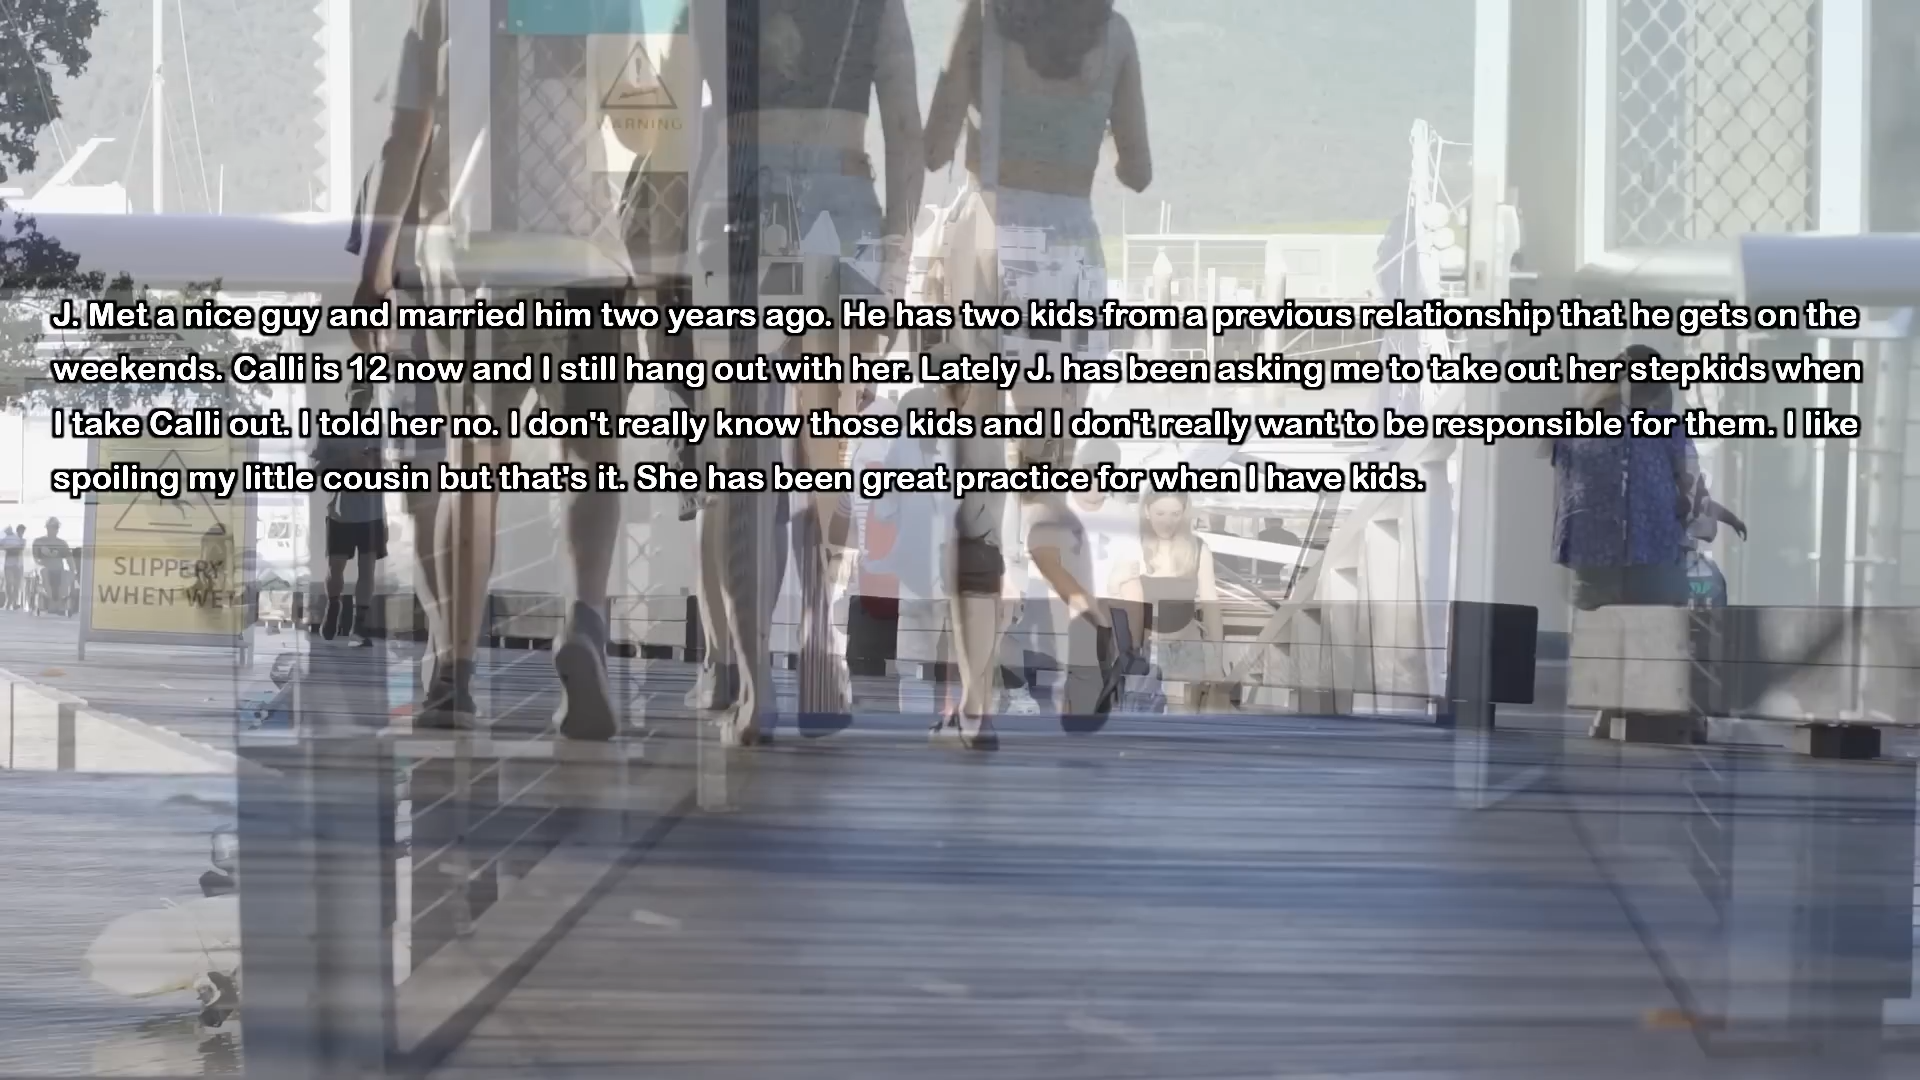 WARNING
J. Met a nice guy and married him two years ago. He has two kids from a previous relationship that he gets on the
weekends. Calli is 12 now and I still hang out with her. Lately J. has been asking me to take out her stepkids when
I take Calli out. I told her no. I don't really know those kids and I don't really want to be responsible for them. I like
spoiling my little cousin but that's it. She has been great practice for when I have kids.
SLIPPERY
WHEN WET